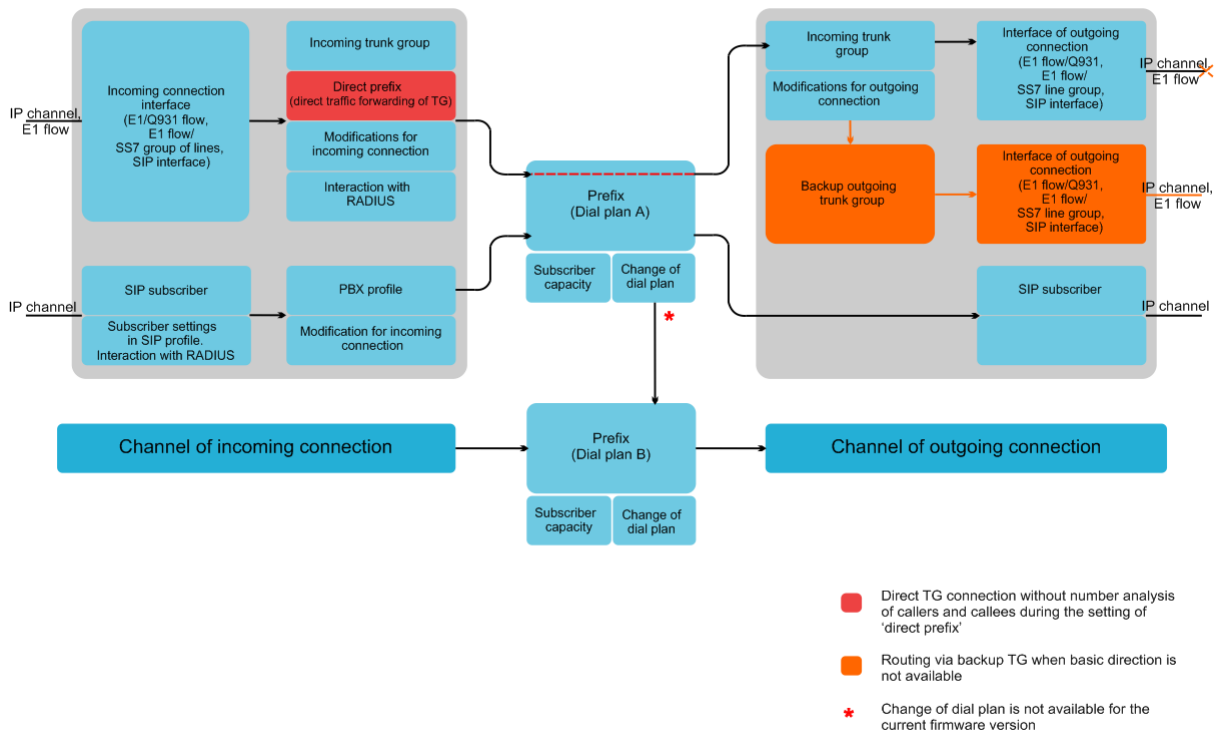 IP channel,
E1 flow
Incoming connection
interface
(E1/Q931 flow,
E1 flow/
SS7 group of lines,
SIP interface)
Incoming trunk group
Direct prefix
(direct traffic forwarding of TG)
Modifications for
incoming connection
Interaction with
RADIUS
IP channel
SIP subscriber
Subscriber settings
in SIP profile.
Interaction with RADIUS
PBX profile
Modification for incoming
connection
Prefix
(Dial plan A)
Subscriber
capacity
Change of
dial plan
*
Incoming trunk
group
Modifications for outgoing
connection
Interface of outgoing
connection
(E1 flow/Q931,
E1 flow/
SS7 line group,
SIP interface)
IP channel,
E1 flow
Backup outgoing
trunk group
Interface of outgoing
connection
(E1 flow/Q931,
E1 flow/
SS7 line group,
SIP interface)
IP channel,
E1 flow
SIP subscriber
IP channel
Channel of incoming connection
Prefix
(Dial plan B)
Subscriber
capacity
Change of
dial plan
Channel of outgoing connection
Direct TG connection without number analysis
of callers and callees during the setting of
‘direct prefix’
Routing via backup TG when basic direction is
not available
* Change of dial plan is not available for the
current firmware version